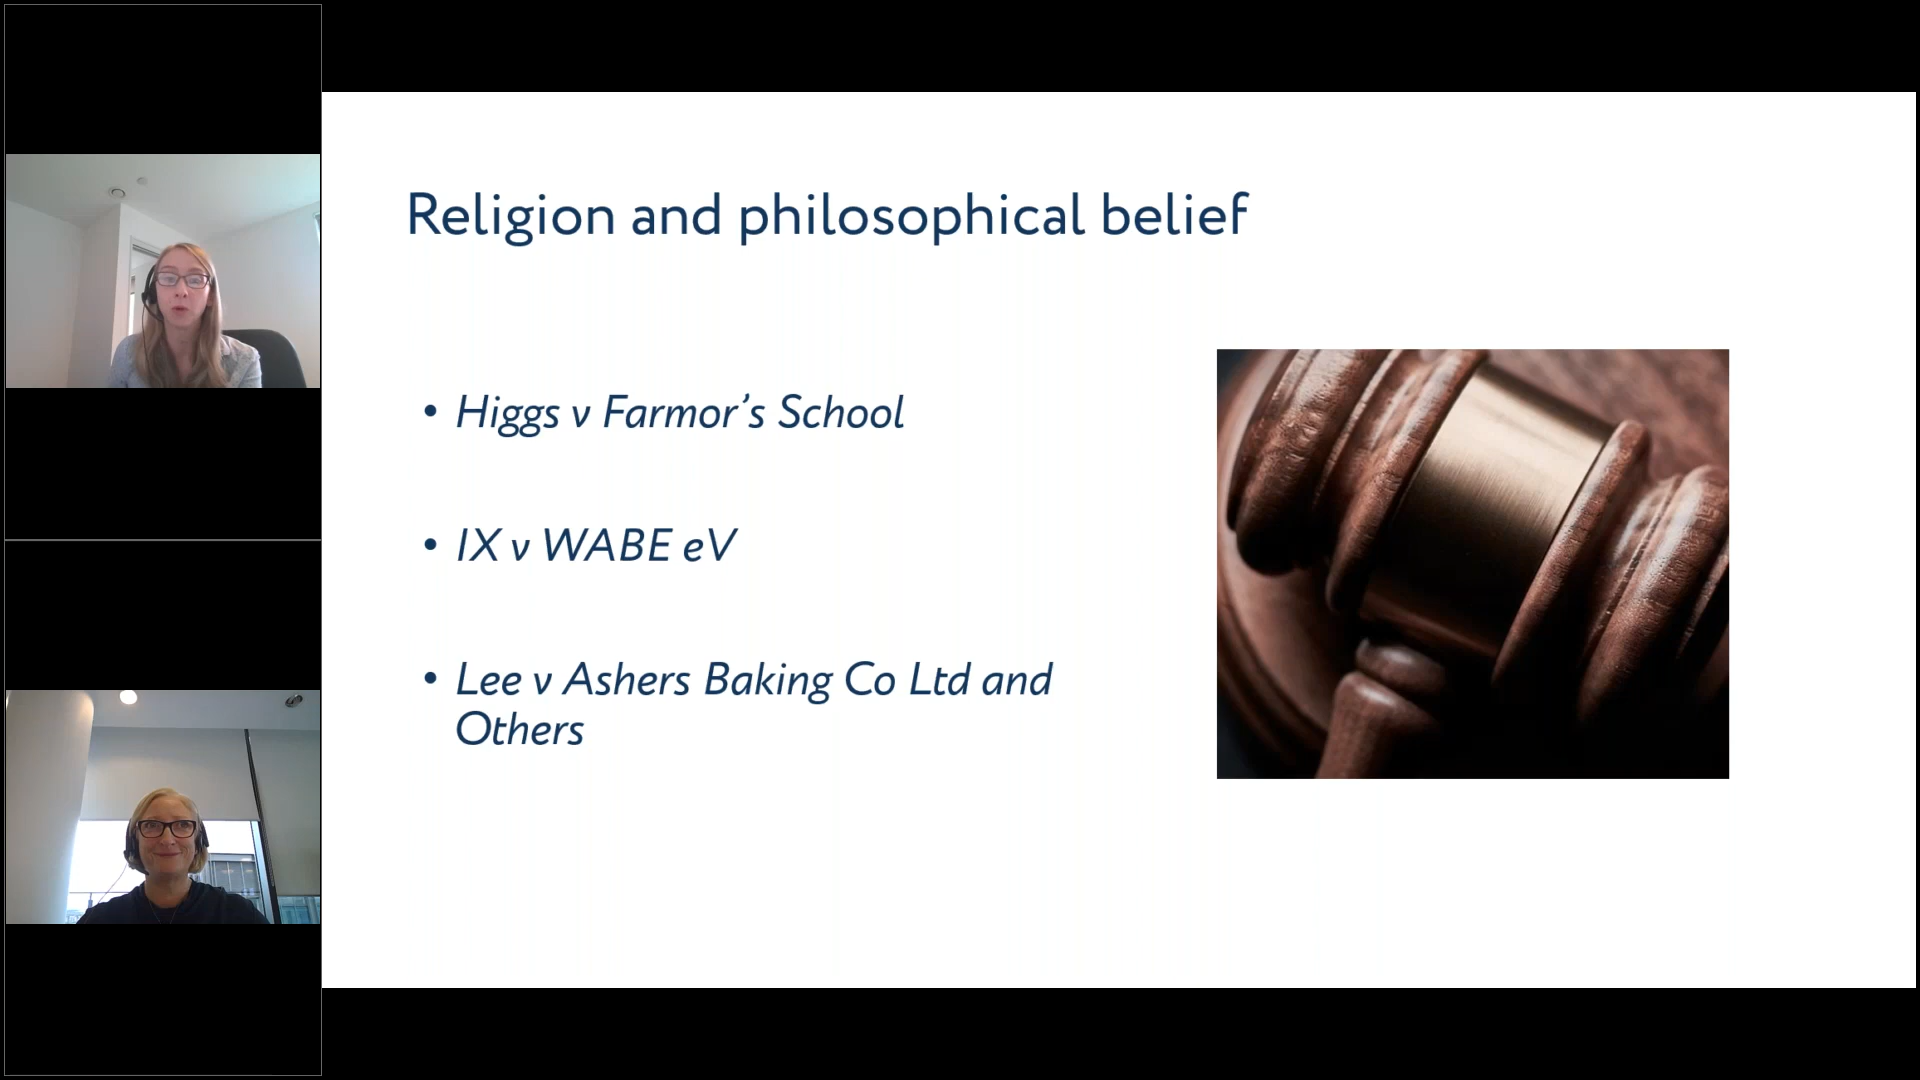 Religion and philosophical belief
• Higgs v Farmor’s School
• IX v WABE eV
• Lee v Ashers Baking Co Ltd and
Others